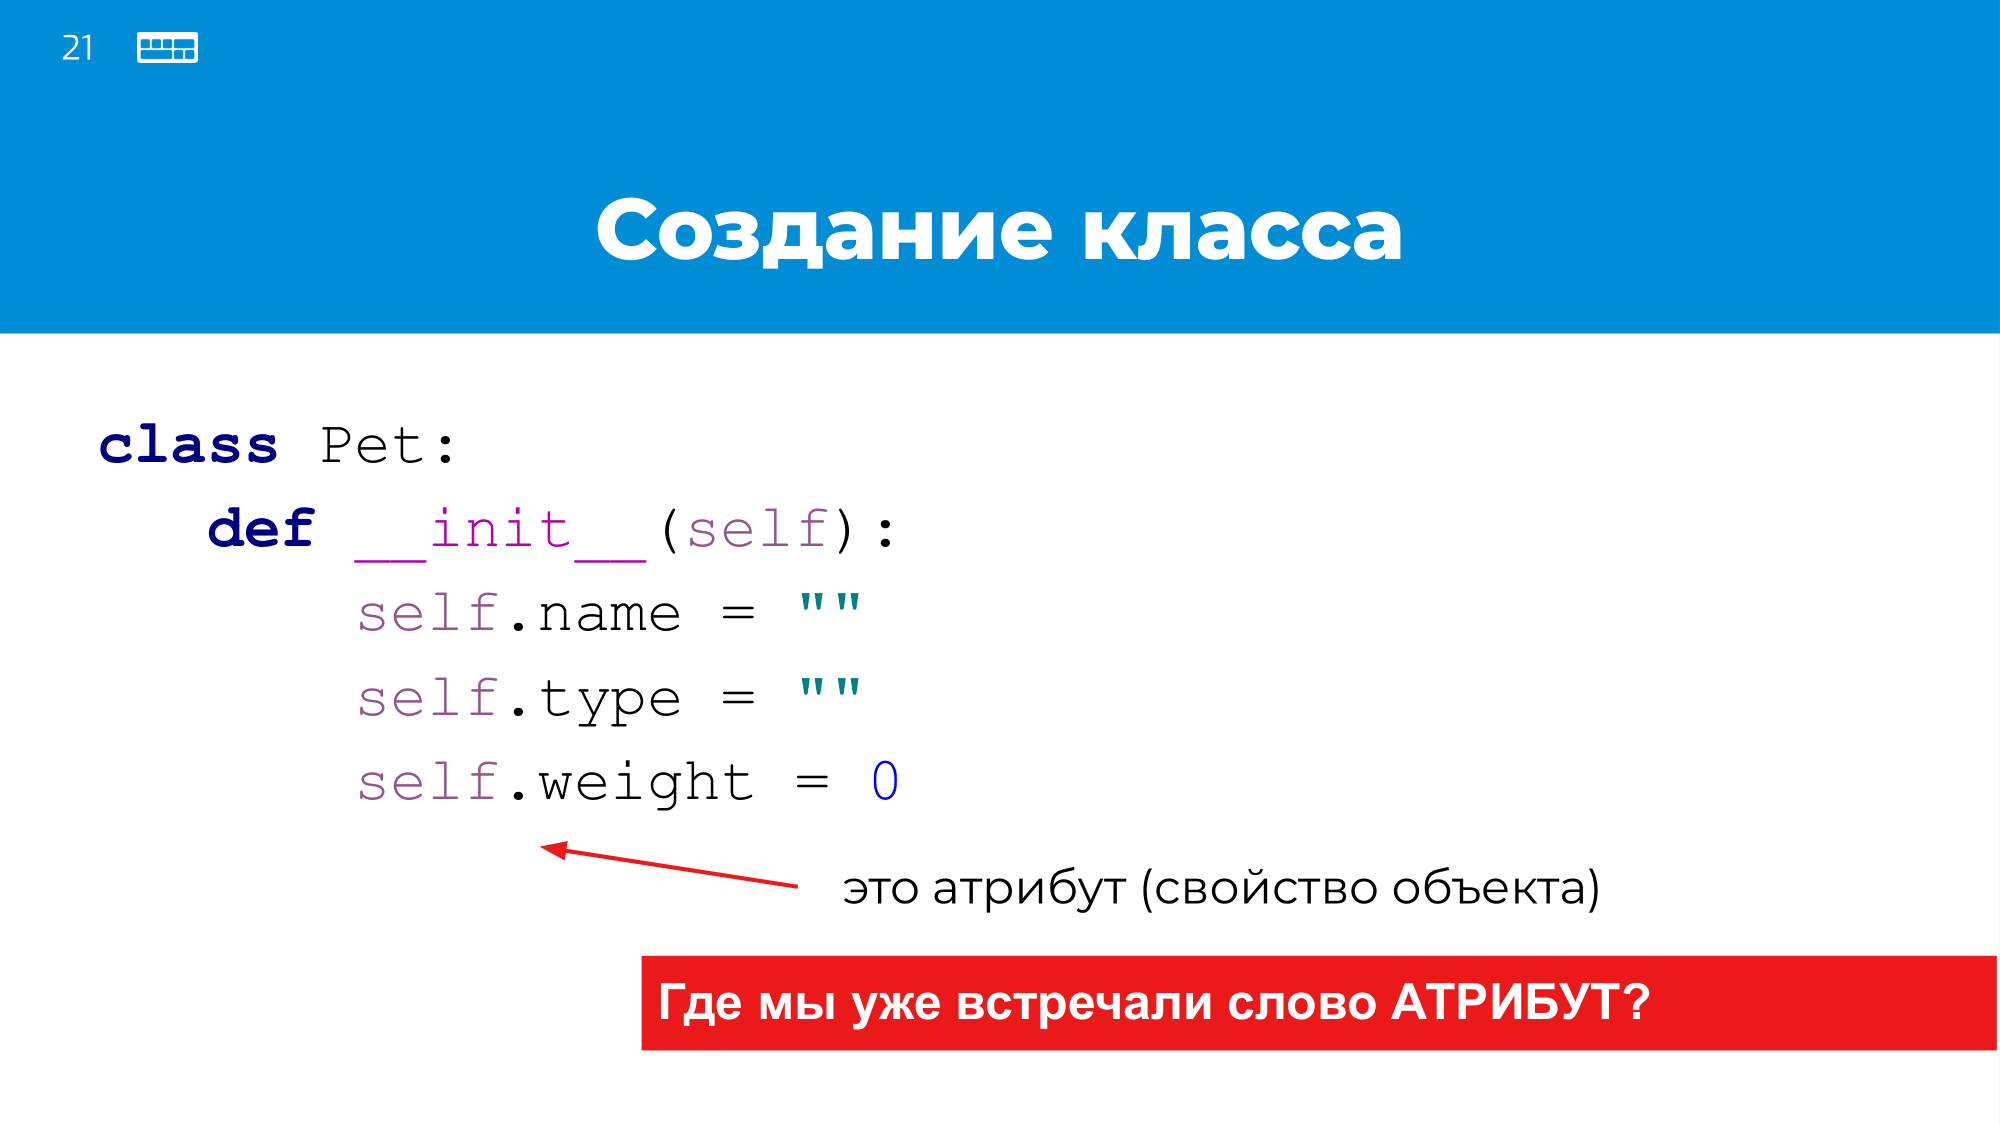 21
Создание класса
class Pet:
def __init__(self):
self.name = ""
self.type = ""
self.weight = 0
это атрибут (свойство объекта)
Где мы уже встречали слово АТРИБУТ?